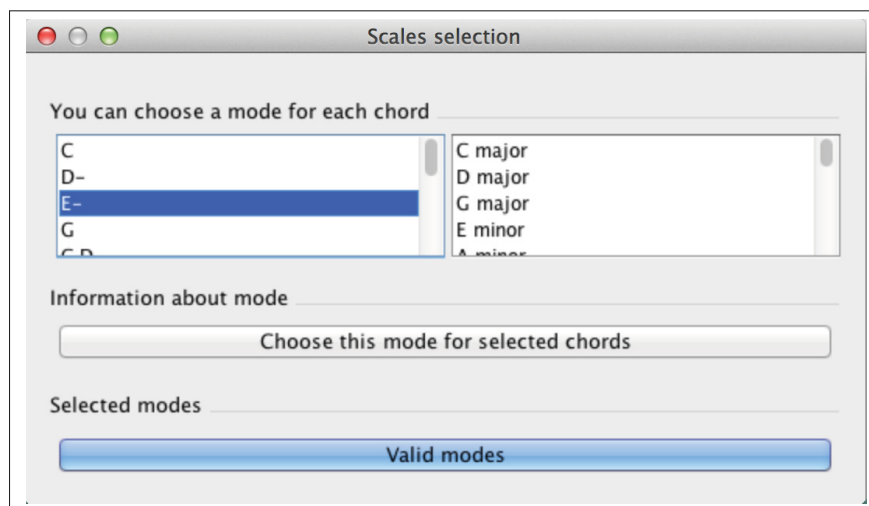 Scales selection
You can choose a mode for each chord
C
D-
E-
G
C major
D major
G major
E minor
A minor
Information about mode
Choose this mode for selected chords
Selected modes
Valid modes